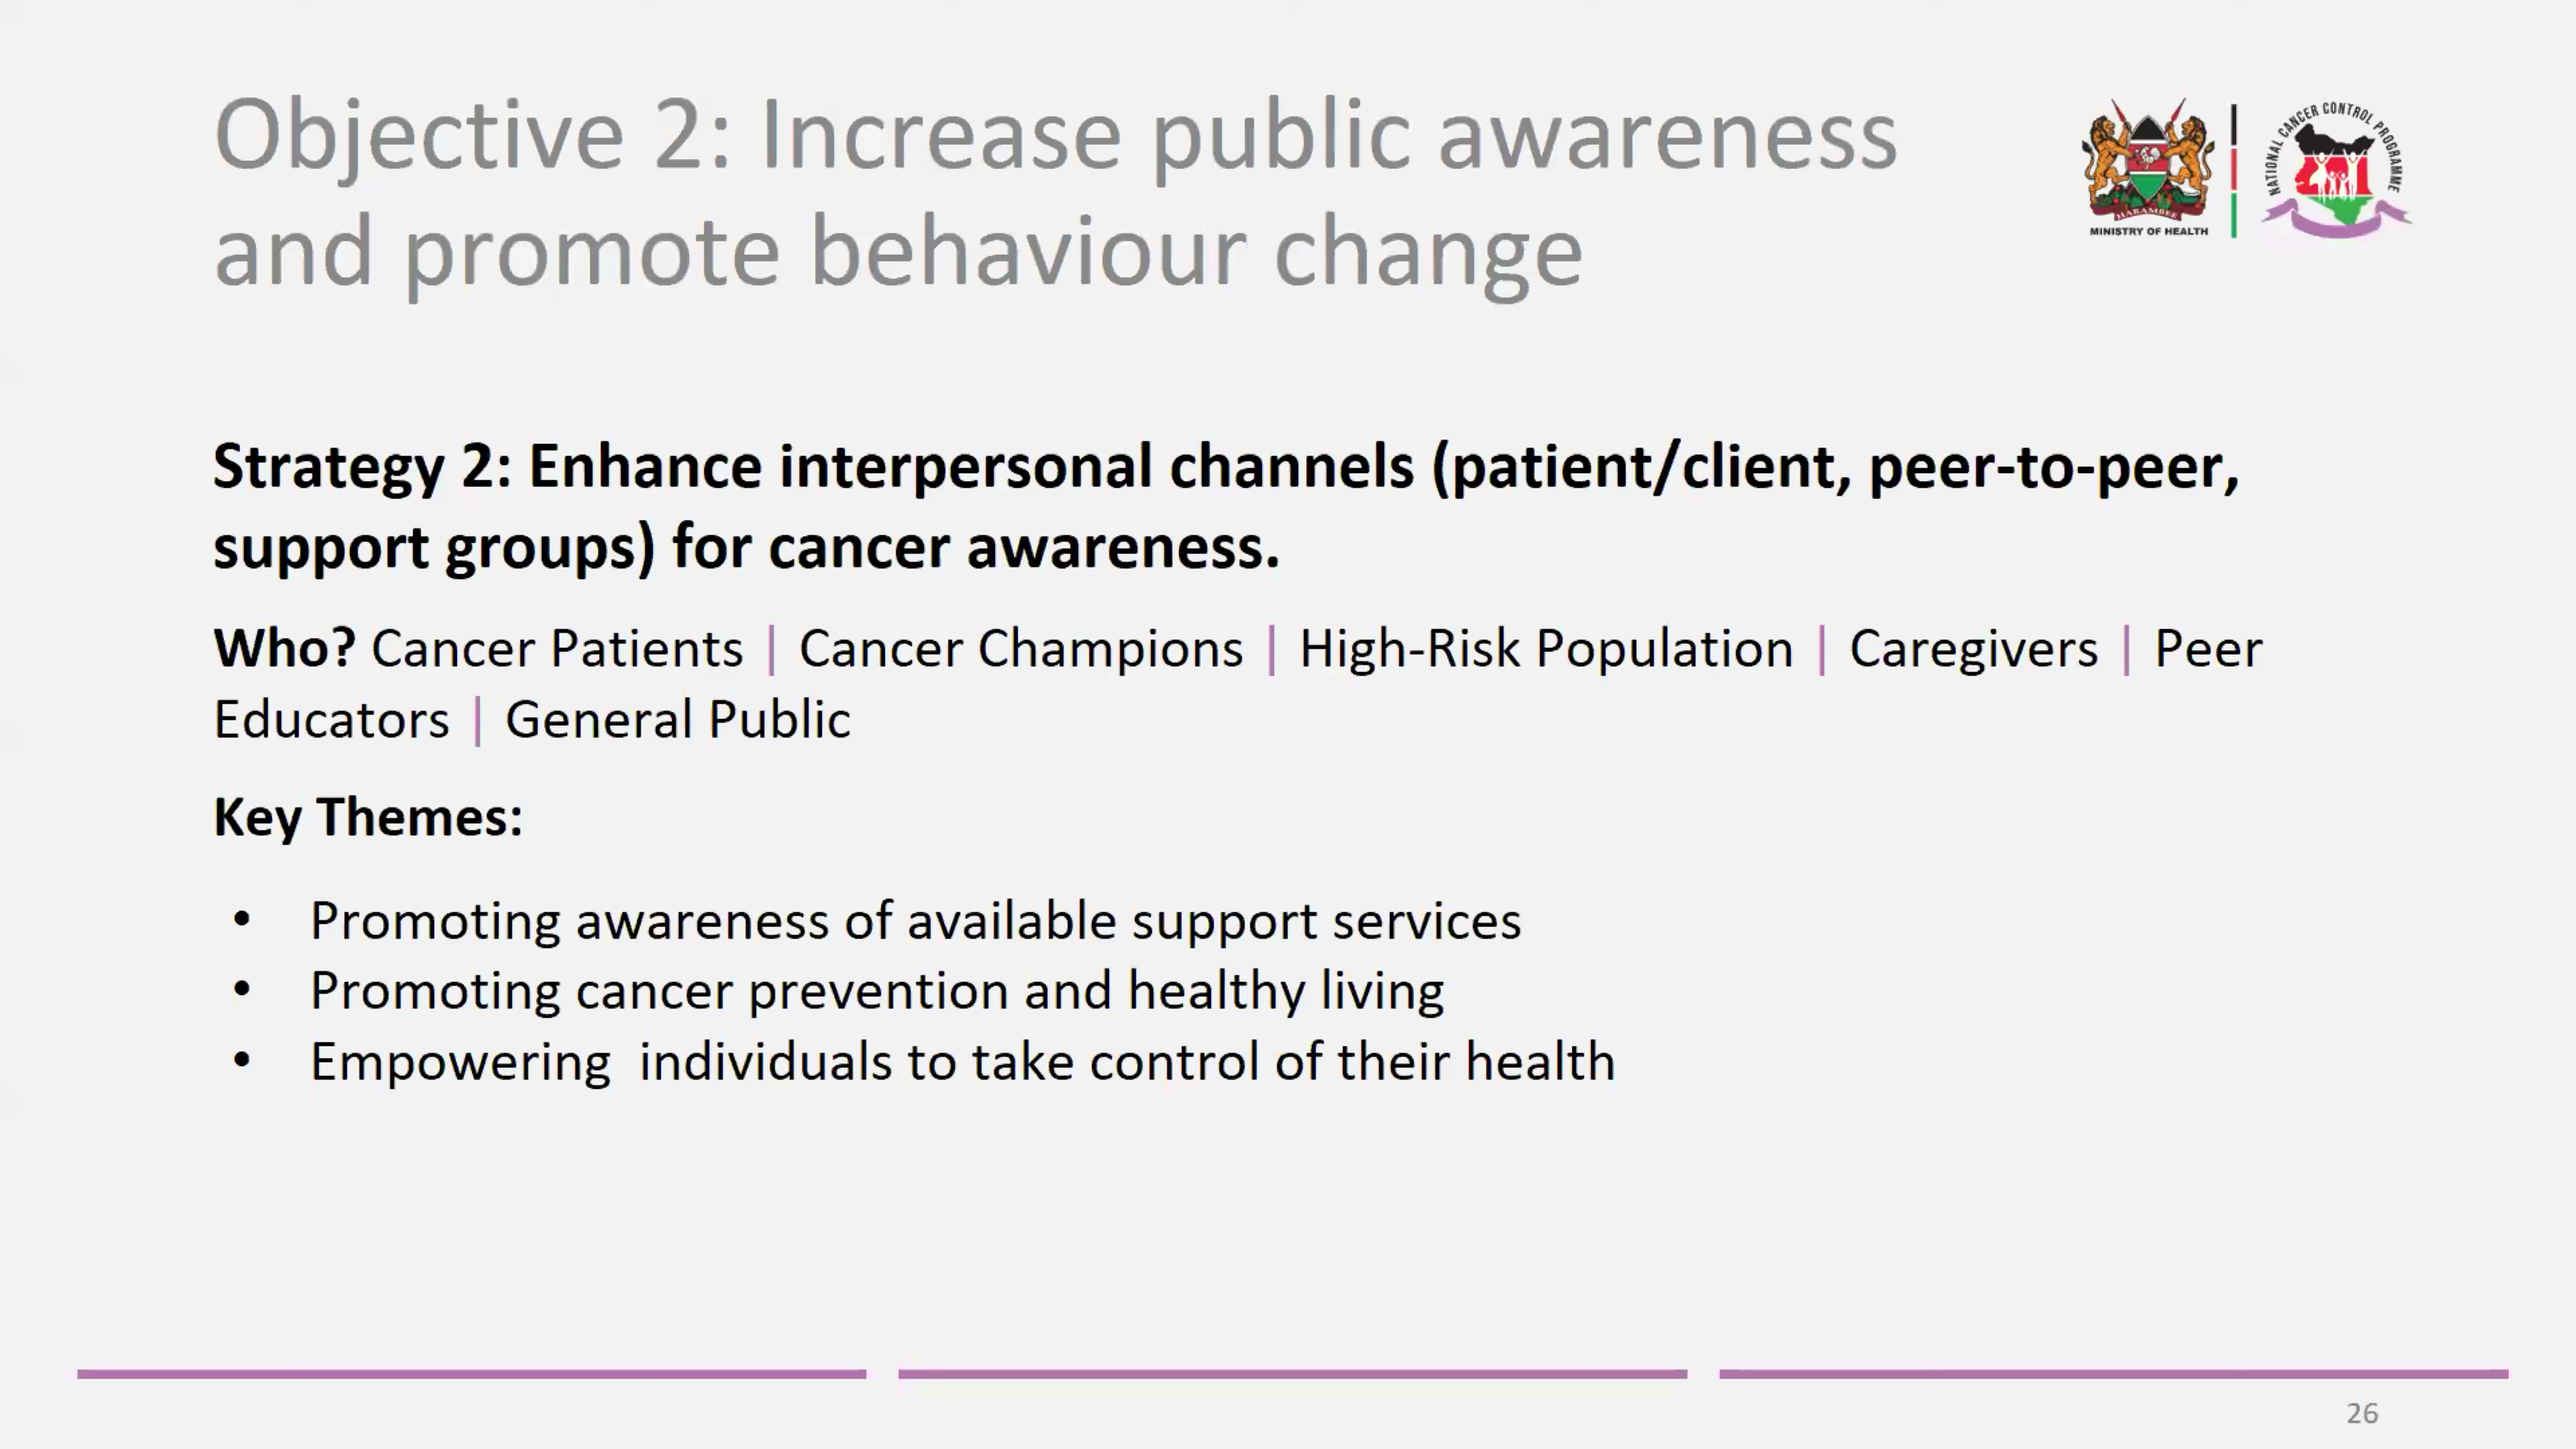 Objective 2: Increase public awareness
and promote behaviour change
HARAMBEE
MINISTRY OF HEALTH
NATIONAL CANCER CONTROL PROGRAMME
Strategy 2: Enhance interpersonal channels (patient/client, peer-to-peer,
support groups) for cancer awareness.
Who? Cancer Patients | Cancer Champions | High-Risk Population | Caregivers | Peer
Educators | General Public
Key Themes:
• Promoting awareness of available support services
• Promoting cancer prevention and healthy living
• Empowering  individuals to take control of their health
26